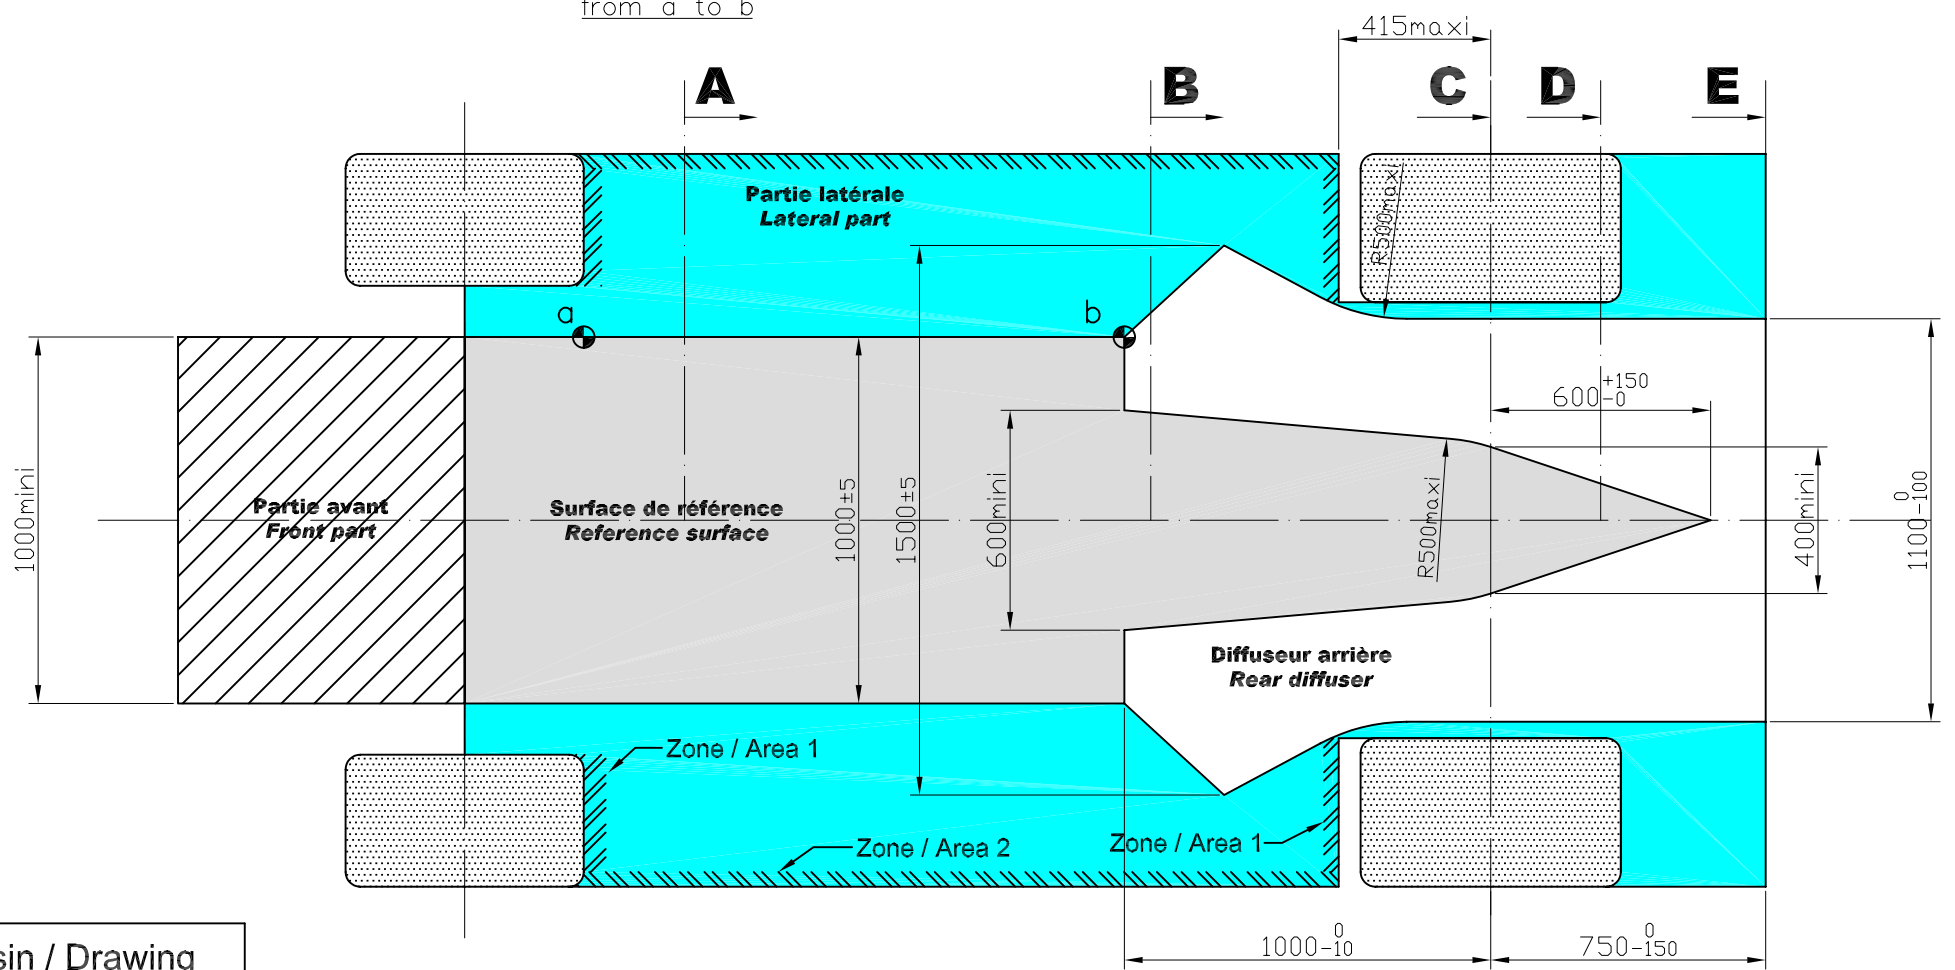 from a to b
415maxi
A
B
C
D
E
Partie latérale
Lateral part
R500maxi
a
b
600 +150 -0
1000mini
Partie avant
Front part
Surface de référence
Reference surface
1000±5
1500±5
600mini
R500maxi
400mini
1100 0 -100
Diffuseur arrière
Rear diffuser
Zone / Area 1
Zone / Area 2
Zone / Area 1
1000 0 -10
750 0 -150
sin / Drawing